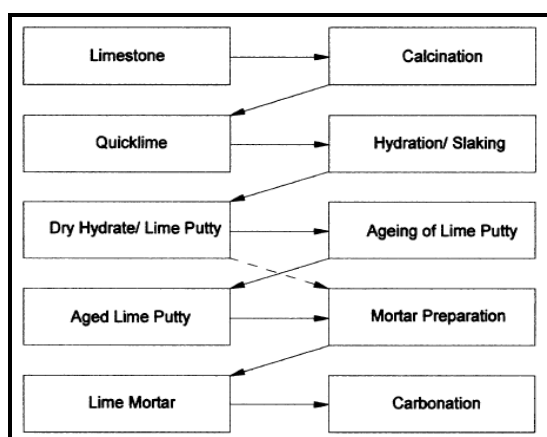 Limestone
Calcination
Quicklime
Hydration/ Slaking
Dry Hydrate/ Lime Putty
Ageing of Lime Putty
Aged Lime Putty
Mortar Preparation
Lime Mortar
Carbonation